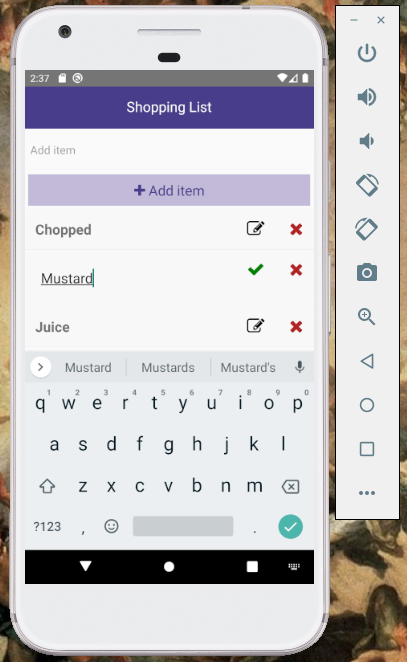 2:37
Shopping List
Add item
Add item
Chopped
Mustard
Juice
Mustard Mustards Mustard's
1 2 3 4 5 6 7 8 9 0
q w e r t y u i o p
a s d f g h j k l
z x c v b n m
?123 , .